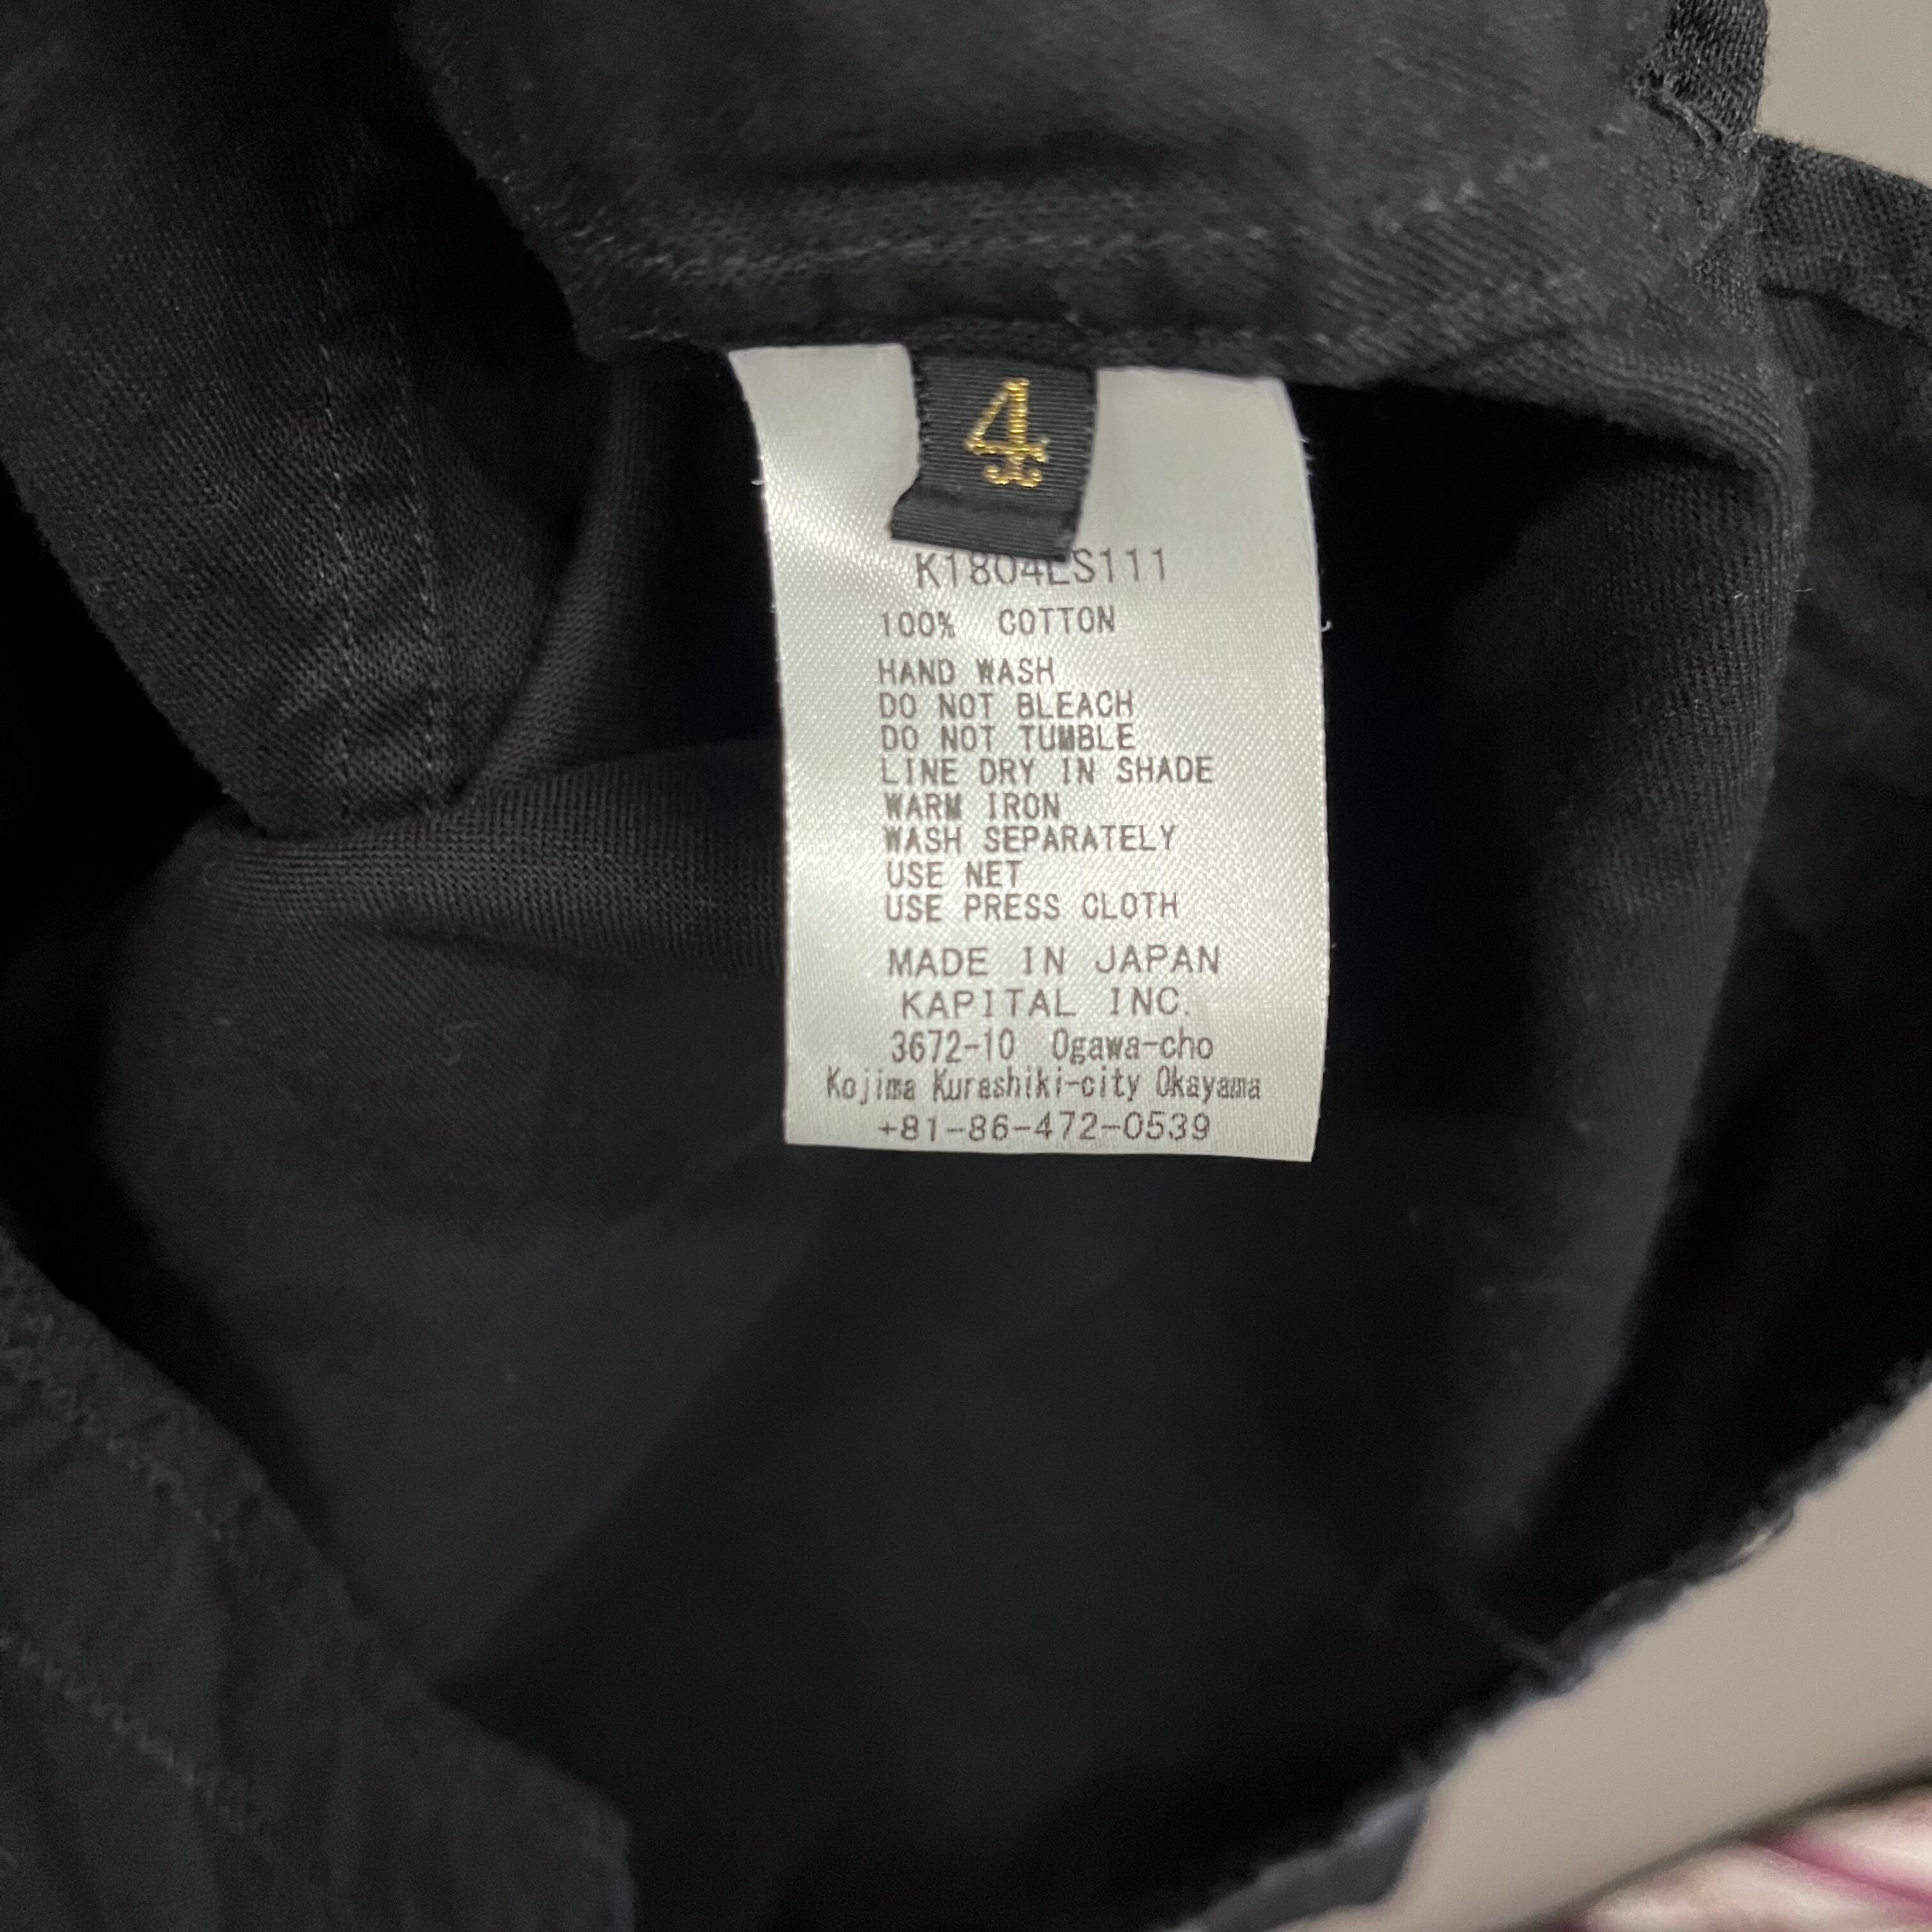 4
K1804LS111
100% COTTON
HAND WASH
DO NOT BLEACH
DO NOT TUMBLE
LINE DRY IN SHADE
WARM IRON
WASH SEPARATELY
USE NET
USE PRESS CLOTH
MADE IN JAPAN
KAPITAL INC.
3672-10 Ogawa-cho
Kojima Kurashiki-city Okayama
+81-86-472-0539